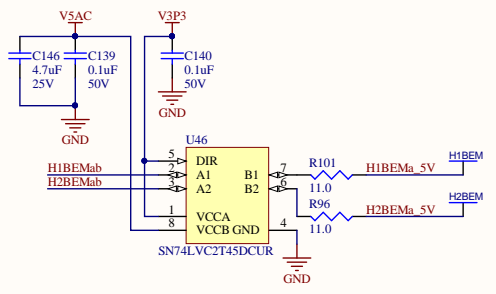 V5AC
V3P3
C146
4.7uF
25V
C139
0.1uF
50V
C140
0.1uF
50V
GND
GND
U46
5 DIR
H1BEMab 2 A1 B1 7 R101 11.0 H1BEMa_5V H1BEM
H2BEMab 3 A2 B2 6 R96 11.0 H2BEMa_5V H2BEM
1 VCCA
8 VCCB GND 4
SN74LVC2T45DCUR
GND